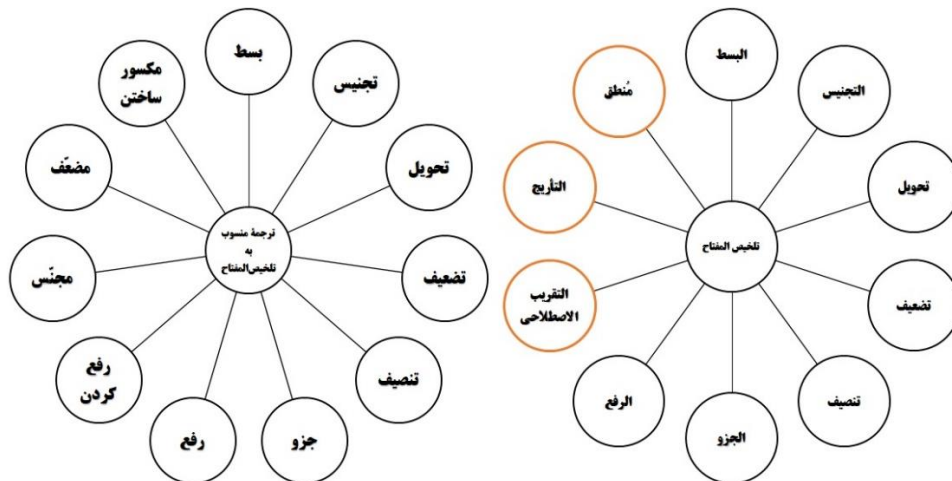 بسط
تجنیس
تحویل
تضعیف
تنصیف
جزو
رفع
رفع
کردن
مجنّس
مضعّف
مکسور
ساختن
ترجمهٔ منسوب
به
تلخیص‌المفتاح
البسط
التجنیس
تحویل
تضعیف
تنصیف
الجزو
الرفع
التقریب
الاصطلاحی
التأریج
مُنطق
تلخیص المفتاح